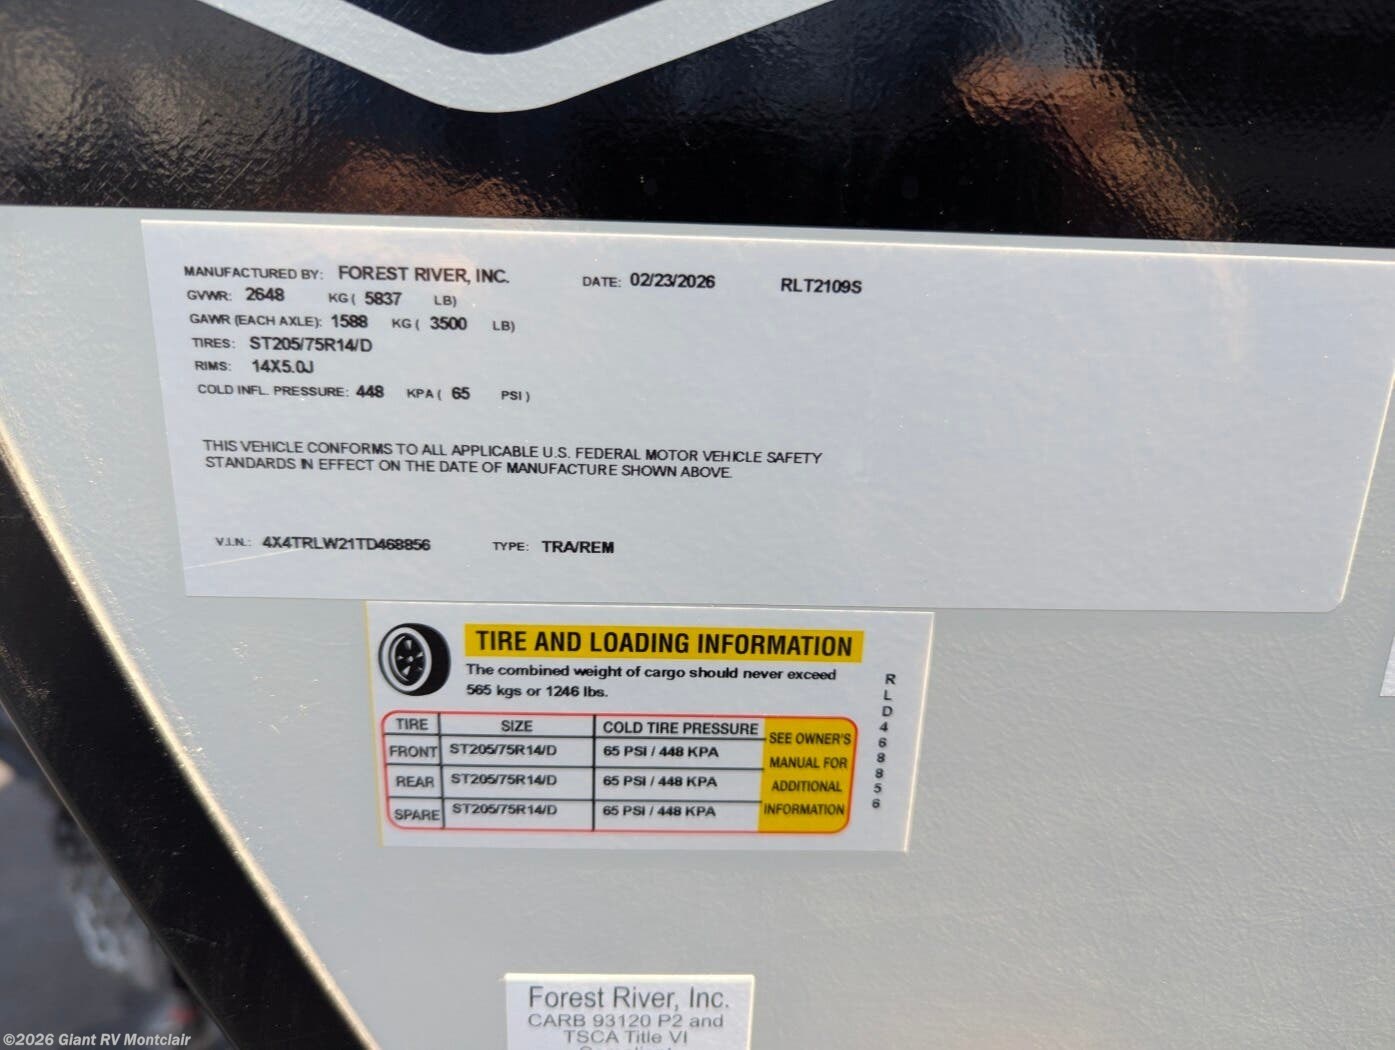 MANUFACTURED BY: FOREST RIVER, INC. DATE: 02/23/2026 RLT2109S
GVWR: 2648 KG ( 5837 LB)
GAWR (EACH AXLE): 1588 KG ( 3500 LB)
TIRES: ST205/75R14/D
RIMS: 14X5.0J
COLD INFL. PRESSURE: 448 KPA ( 65 PSI )
THIS VEHICLE CONFORMS TO ALL APPLICABLE U.S. FEDERAL MOTOR VEHICLE SAFETY
STANDARDS IN EFFECT ON THE DATE OF MANUFACTURE SHOWN ABOVE.
V.I.N.: 4X4TRLW21TD468856 TYPE: TRA/REM
TIRE AND LOADING INFORMATION
The combined weight of cargo should never exceed
565 kgs or 1246 lbs.
TIRE SIZE COLD TIRE PRESSURE
FRONT ST205/75R14/D 65 PSI / 448 KPA
REAR ST205/75R14/D 65 PSI / 448 KPA
SPARE ST205/75R14/D 65 PSI / 448 KPA
SEE OWNER'S
MANUAL FOR
ADDITIONAL
INFORMATION
RLD468856
Forest River, Inc.
CARB 93120 P2 and
TSCA Title VI
©2026 Giant RV Montclair